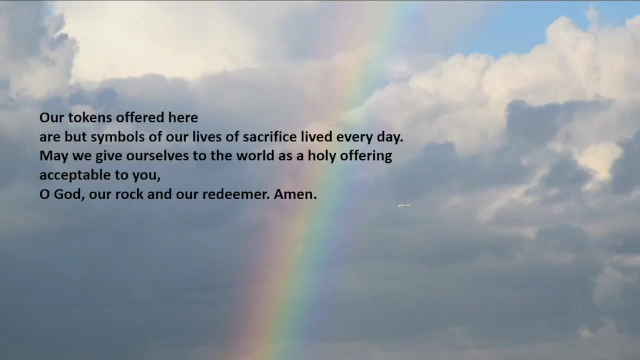 Our tokens offered here
are but symbols of our lives of sacrifice lived every day.
May we give ourselves to the world as a holy offering
acceptable to you,
O God, our rock and our redeemer. Amen.